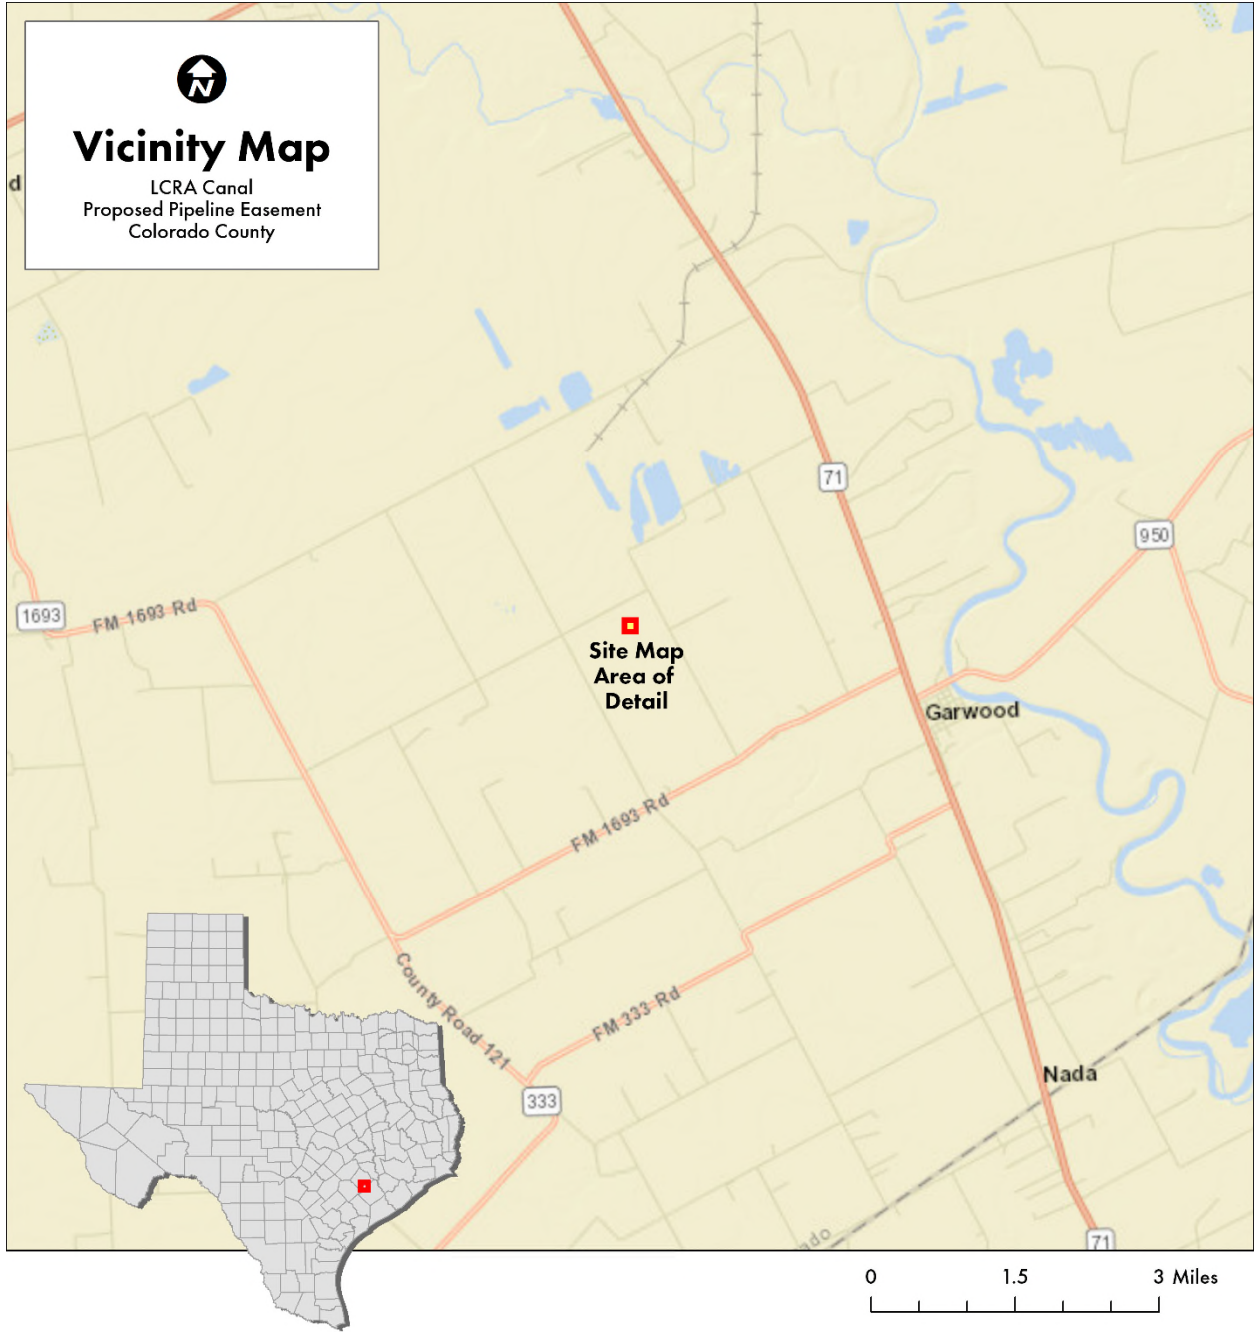 N
Vicinity Map
LCRA Canal
Proposed Pipeline Easement
Colorado County
d
71
950
1693
FM 1693 Rd
Site Map
Area of
Detail
Garwood
FM 1693 Rd
County Road 121
FM 333 Rd
333
Nada
ado
71
0 1.5 3 Miles